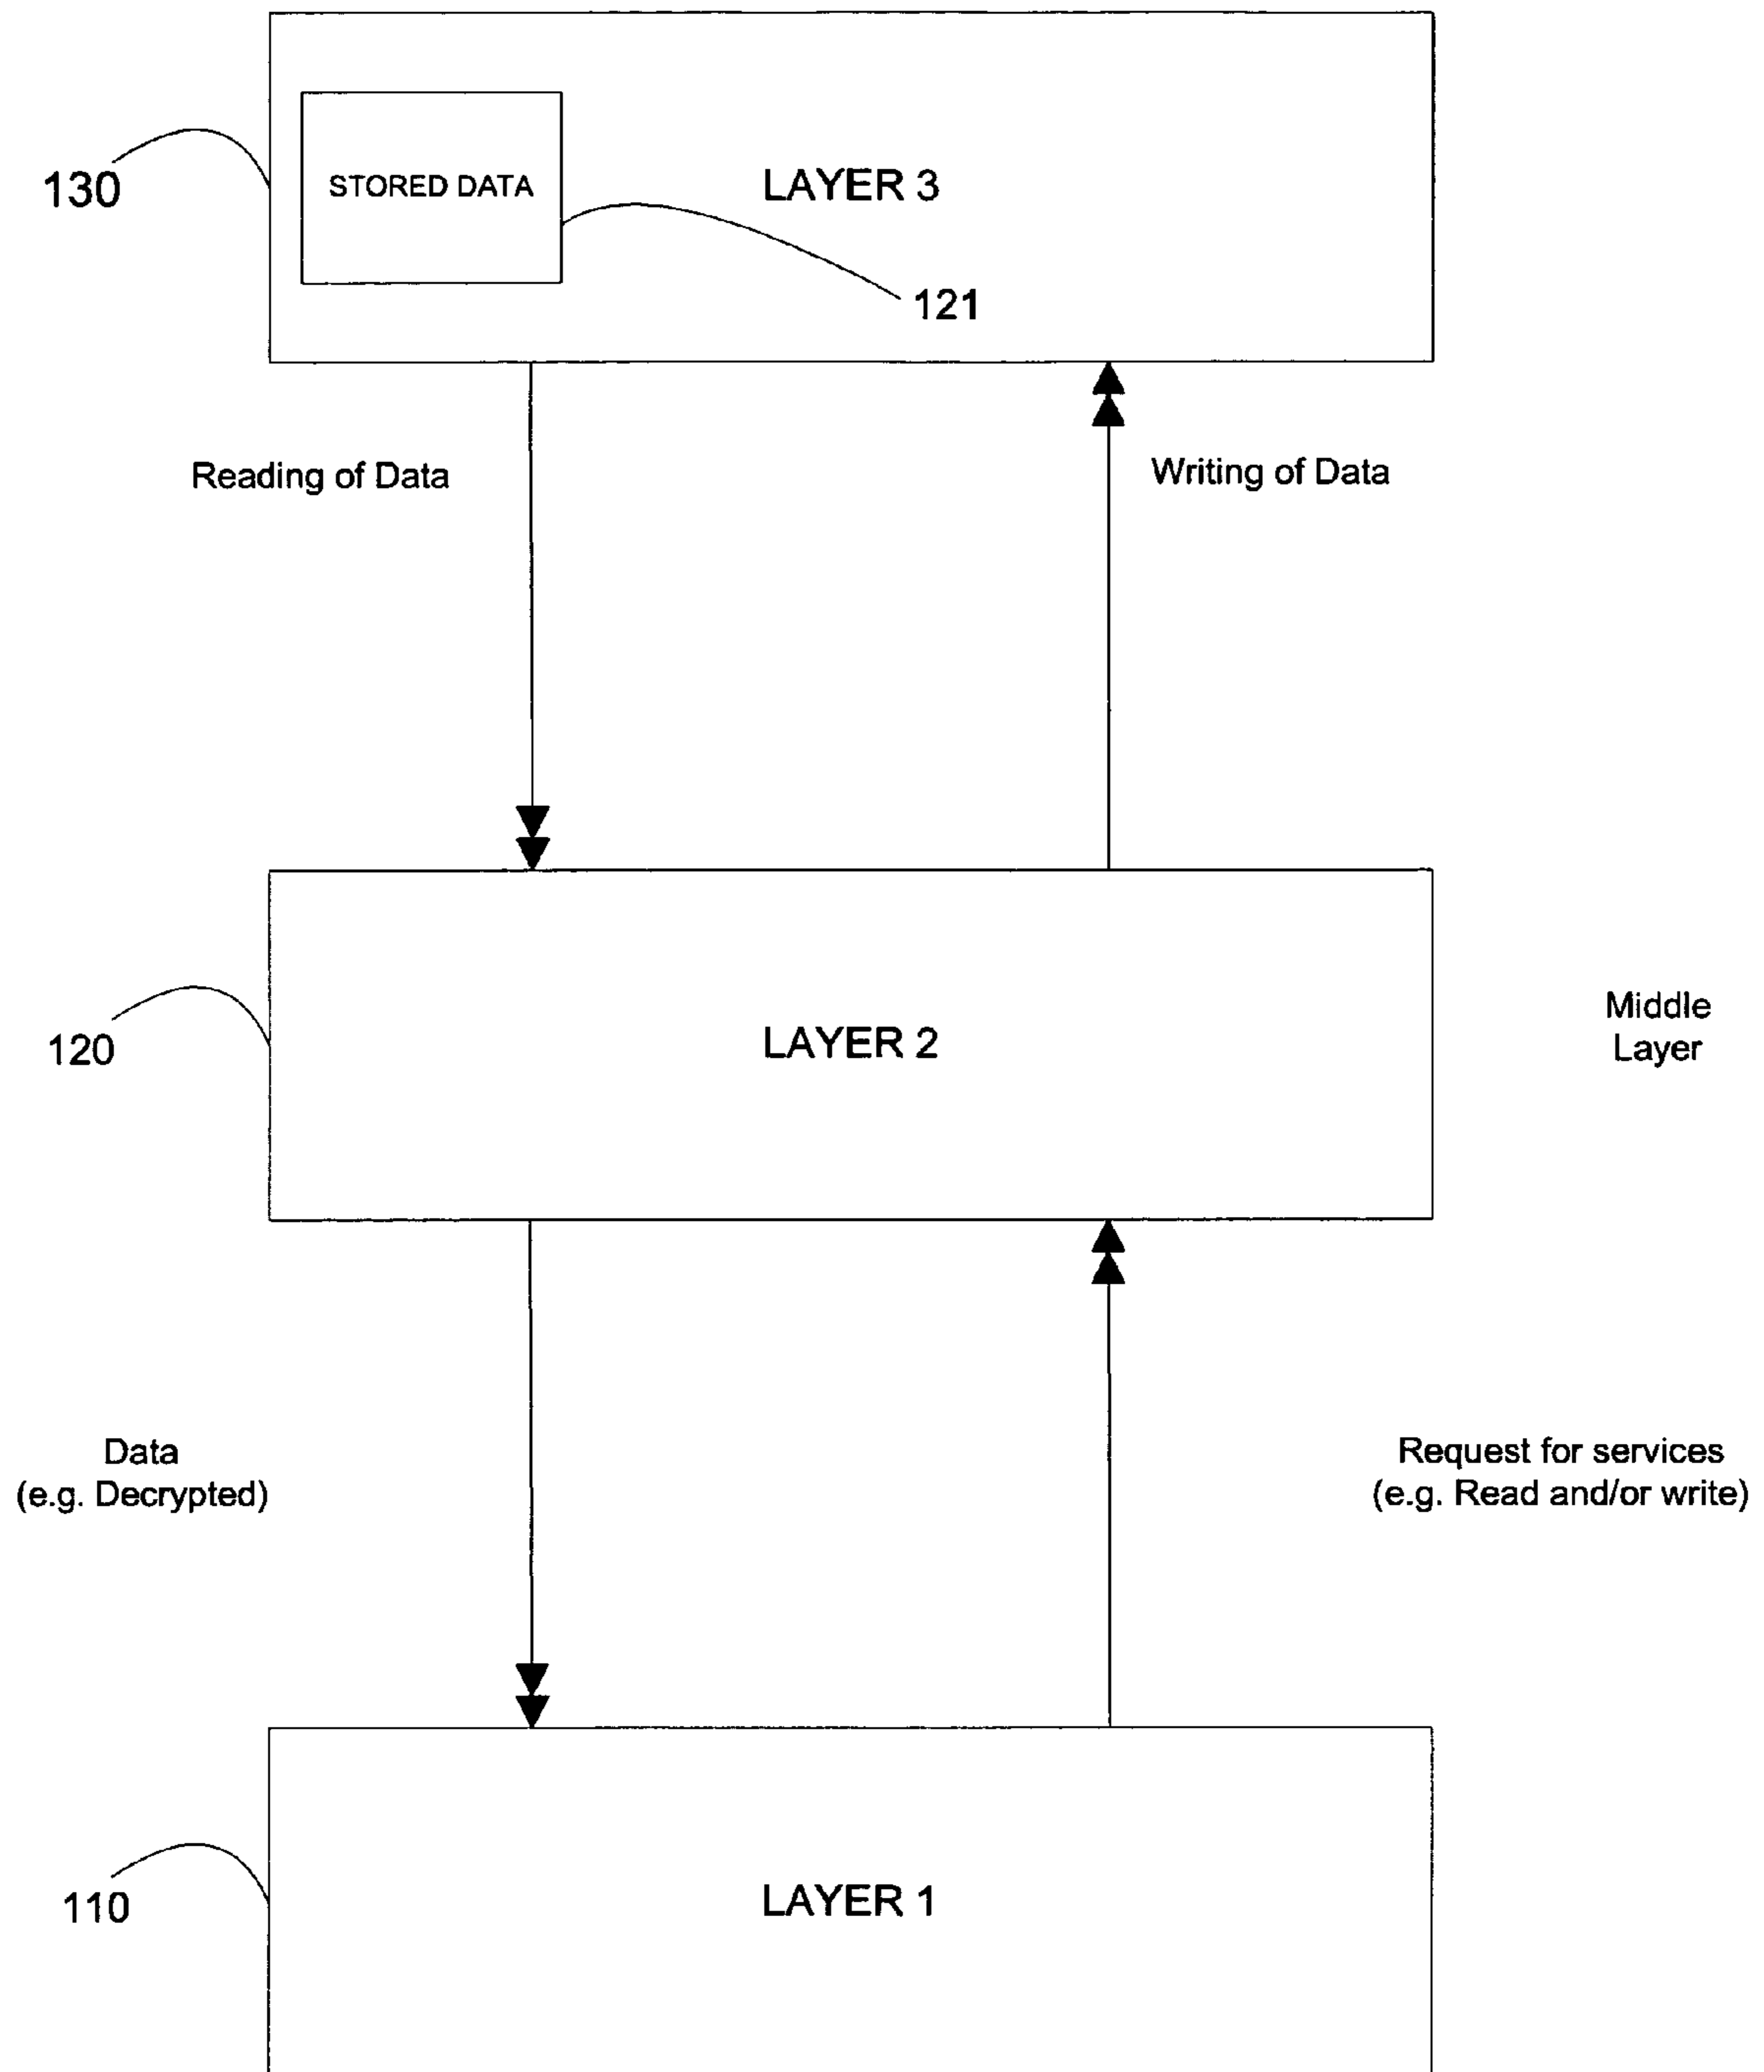 130
STORED DATA
LAYER 3
121
Reading of Data
Writing of Data
120
LAYER 2
Middle
Layer
Data
(e.g. Decrypted)
Request for services
(e.g. Read and/or write)
110
LAYER 1